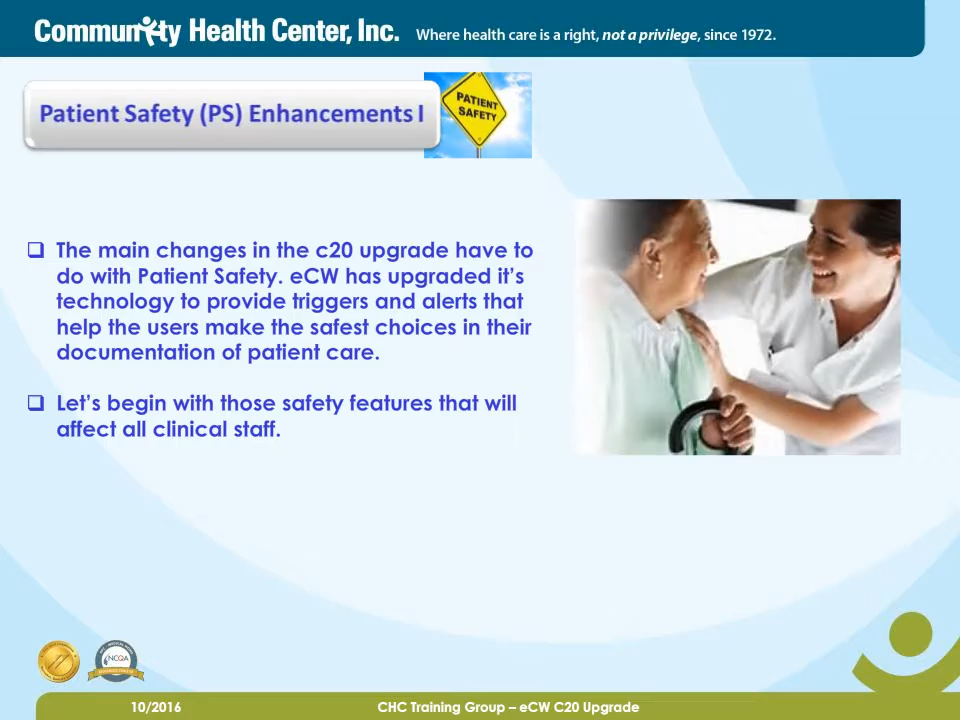 Community Health Center, Inc. Where health care is a right, not a privilege, since 1972.
Patient Safety (PS) Enhancements I
PATIENT
SAFETY
❑ The main changes in the c20 upgrade have to
do with Patient Safety. eCW has upgraded it’s
technology to provide triggers and alerts that
help the users make the safest choices in their
documentation of patient care.
❑ Let’s begin with those safety features that will
affect all clinical staff.
NCQA
10/2016 CHC Training Group – eCW C20 Upgrade